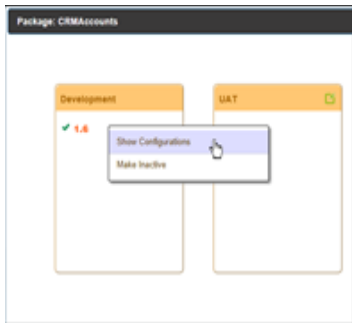 Package: CRMAccounts
Development
UAT
1.6
Show Configurations
Make Inactive